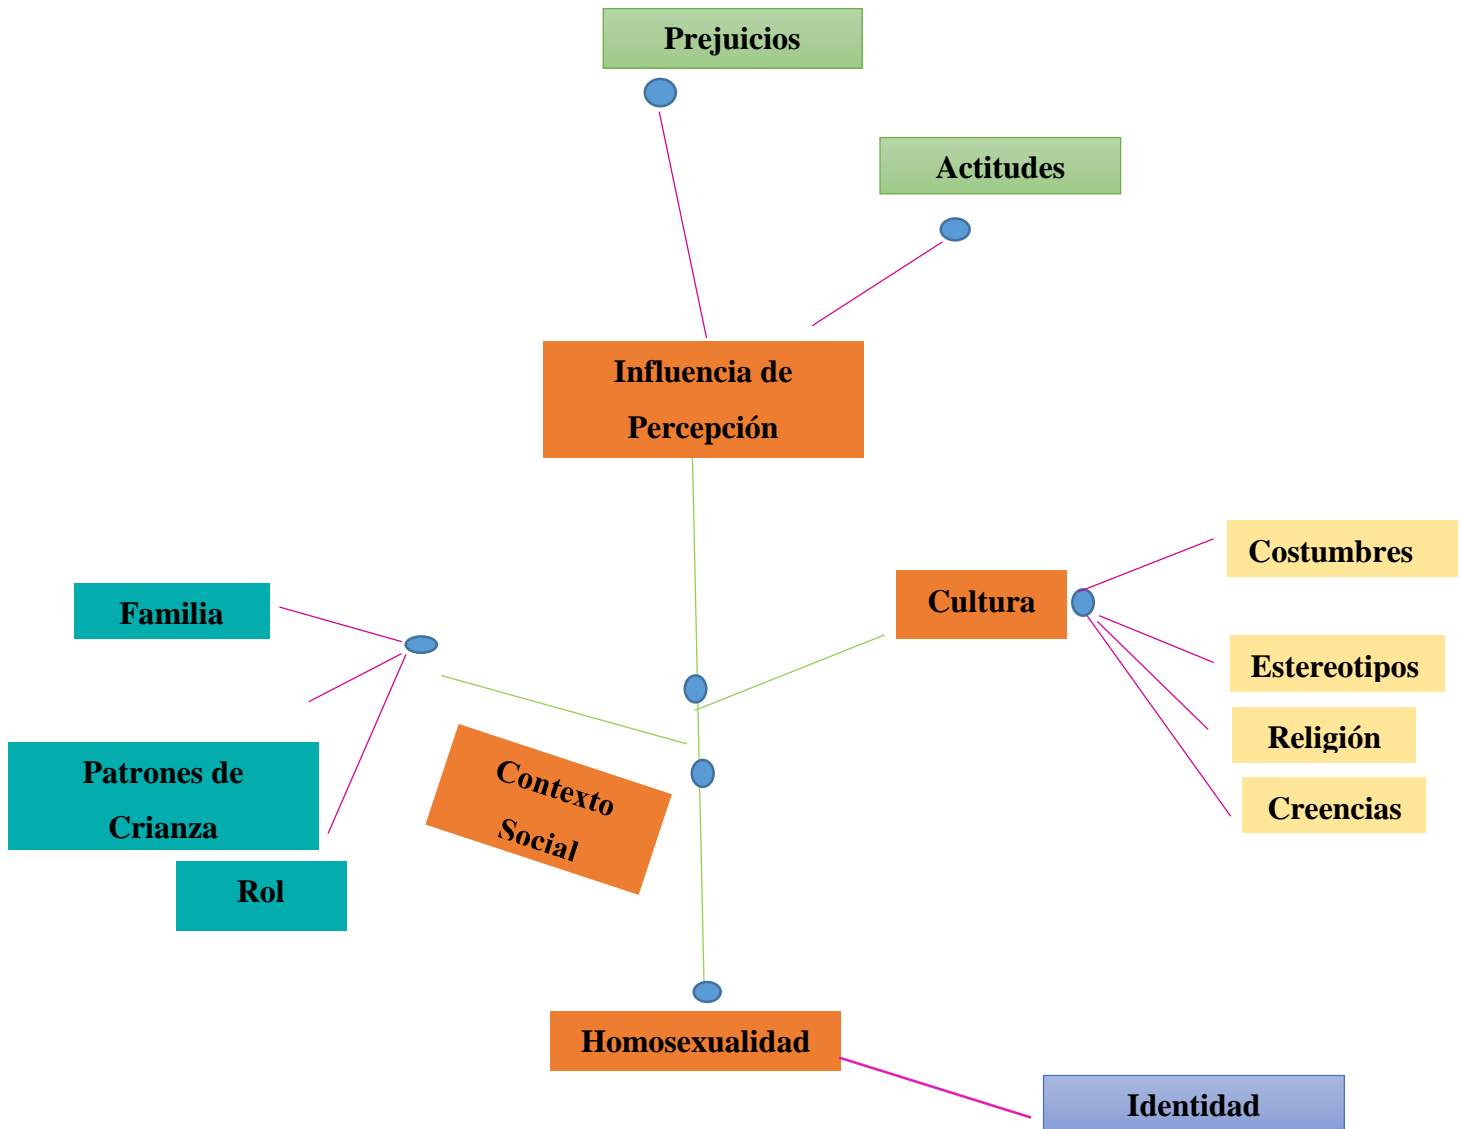 Prejuicios
Actitudes
Influencia de
Percepción
Costumbres
Cultura
Familia
Estereotipos
Religión
Patrones de
Crianza
Contexto
Social
Creencias
Rol
Homosexualidad
Identidad